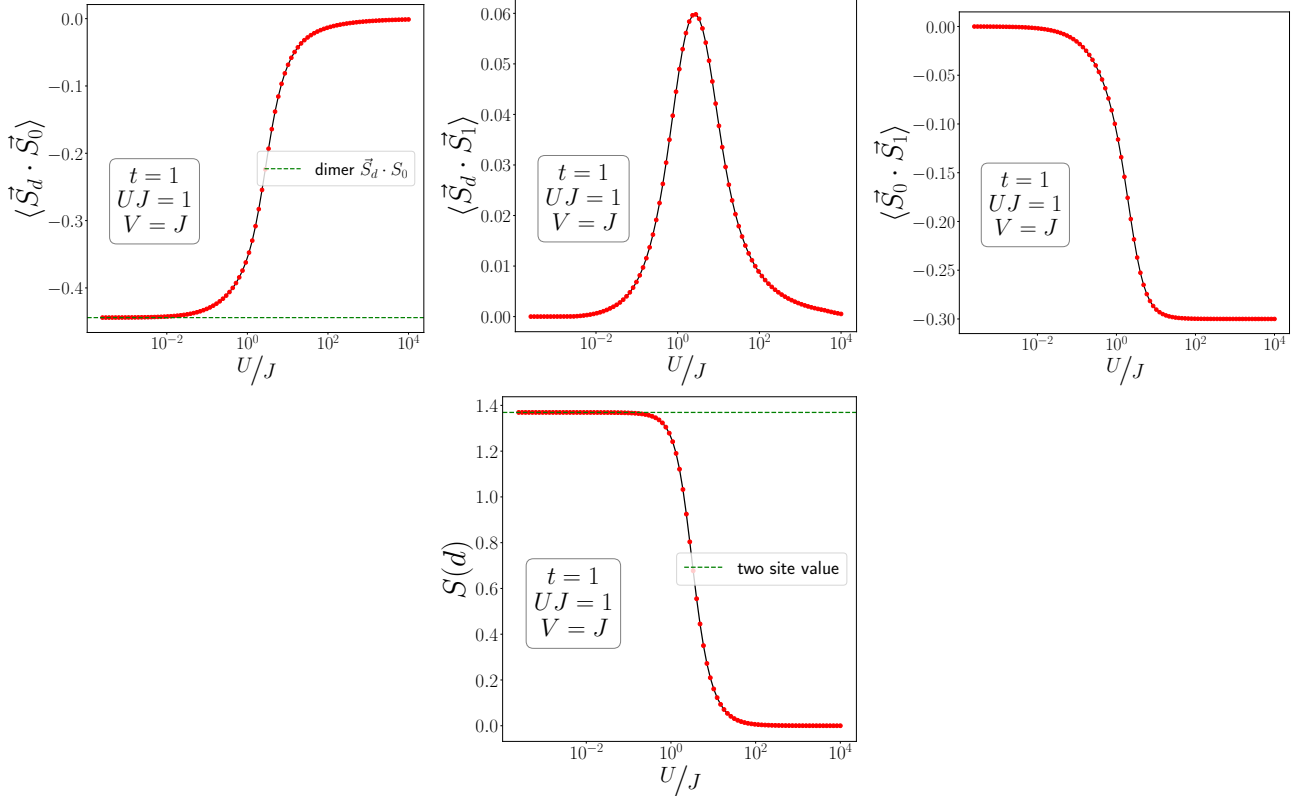 ⟨S⃗_d · S⃗_0⟩
0.0
−0.1
−0.2
−0.3
−0.4
t = 1
UJ = 1
V = J
dimer S⃗_d · S_0
10^−2
10^0
10^2
10^4
U/J
⟨S⃗_d · S⃗_1⟩
0.06
0.05
0.04
0.03
0.02
0.01
0.00
t = 1
UJ = 1
V = J
10^−2
10^0
10^2
10^4
U/J
⟨S⃗_0 · S⃗_1⟩
0.00
−0.05
−0.10
−0.15
−0.20
−0.25
−0.30
t = 1
UJ = 1
V = J
10^−2
10^0
10^2
10^4
U/J
S(d)
1.4
1.2
1.0
0.8
0.6
0.4
0.2
0.0
t = 1
UJ = 1
V = J
two site value
10^−2
10^0
10^2
10^4
U/J